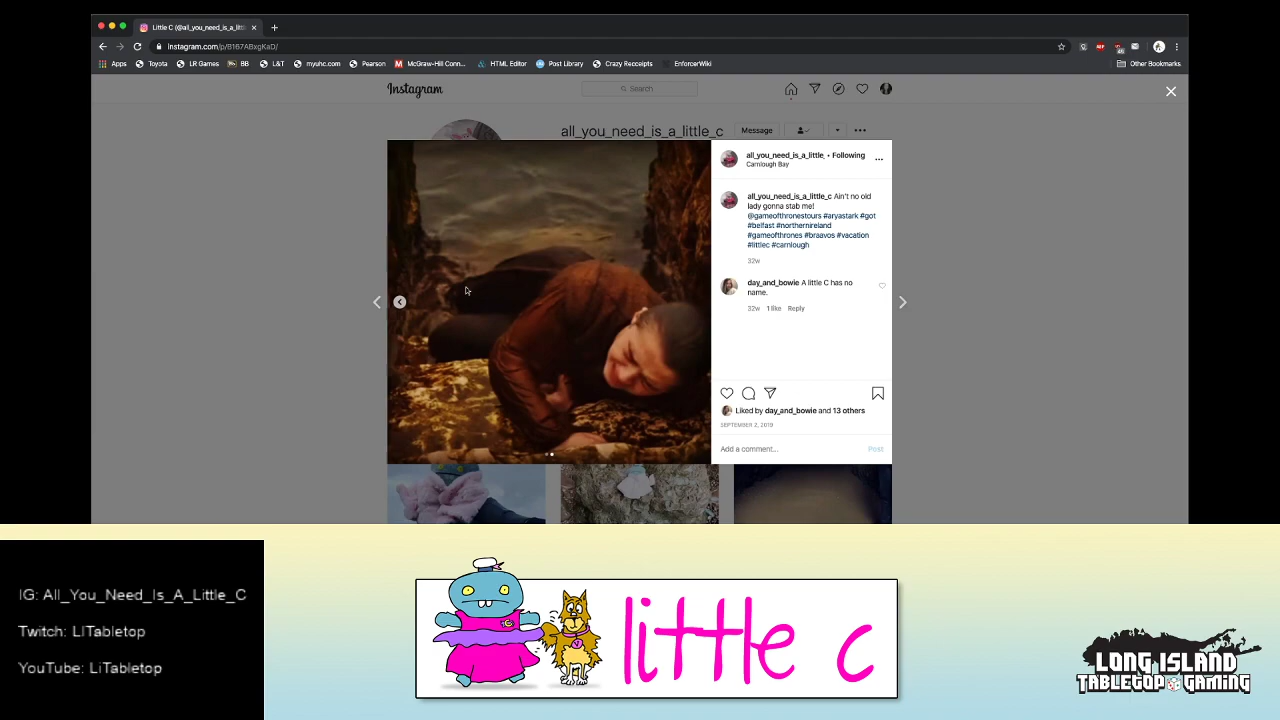 Little C (@all_you_need_is_a_littl
instagram.com/p/B167ABxgKaD/
Apps Toyota LR Games BB L&T myuhc.com Pearson McGraw-Hill Conn... HTML Editor Post Library Crazy Recceipts EnforcerWiki Other Bookmarks
Instagram
Search
all_you_need_is_a_little_c Message
all_you_need_is_a_little_ • Following
Carnlough Bay
all_you_need_is_a_little_c Ain't no old
lady gonna stab me!
@gameofthronestours #aryastark #got
#belfast #northernireland
#gameofthrones #braavos #vacation
#littlec #carnlough
32w
day_and_bowie A little C has no
name.
32w 1 like Reply
Liked by day_and_bowie and 13 others
SEPTEMBER 2, 2019
Add a comment... Post
IG: All_You_Need_Is_A_Little_C
Twitch: LITabletop
YouTube: LiTabletop
little c
LONG ISLAND
TABLETOP GAMING